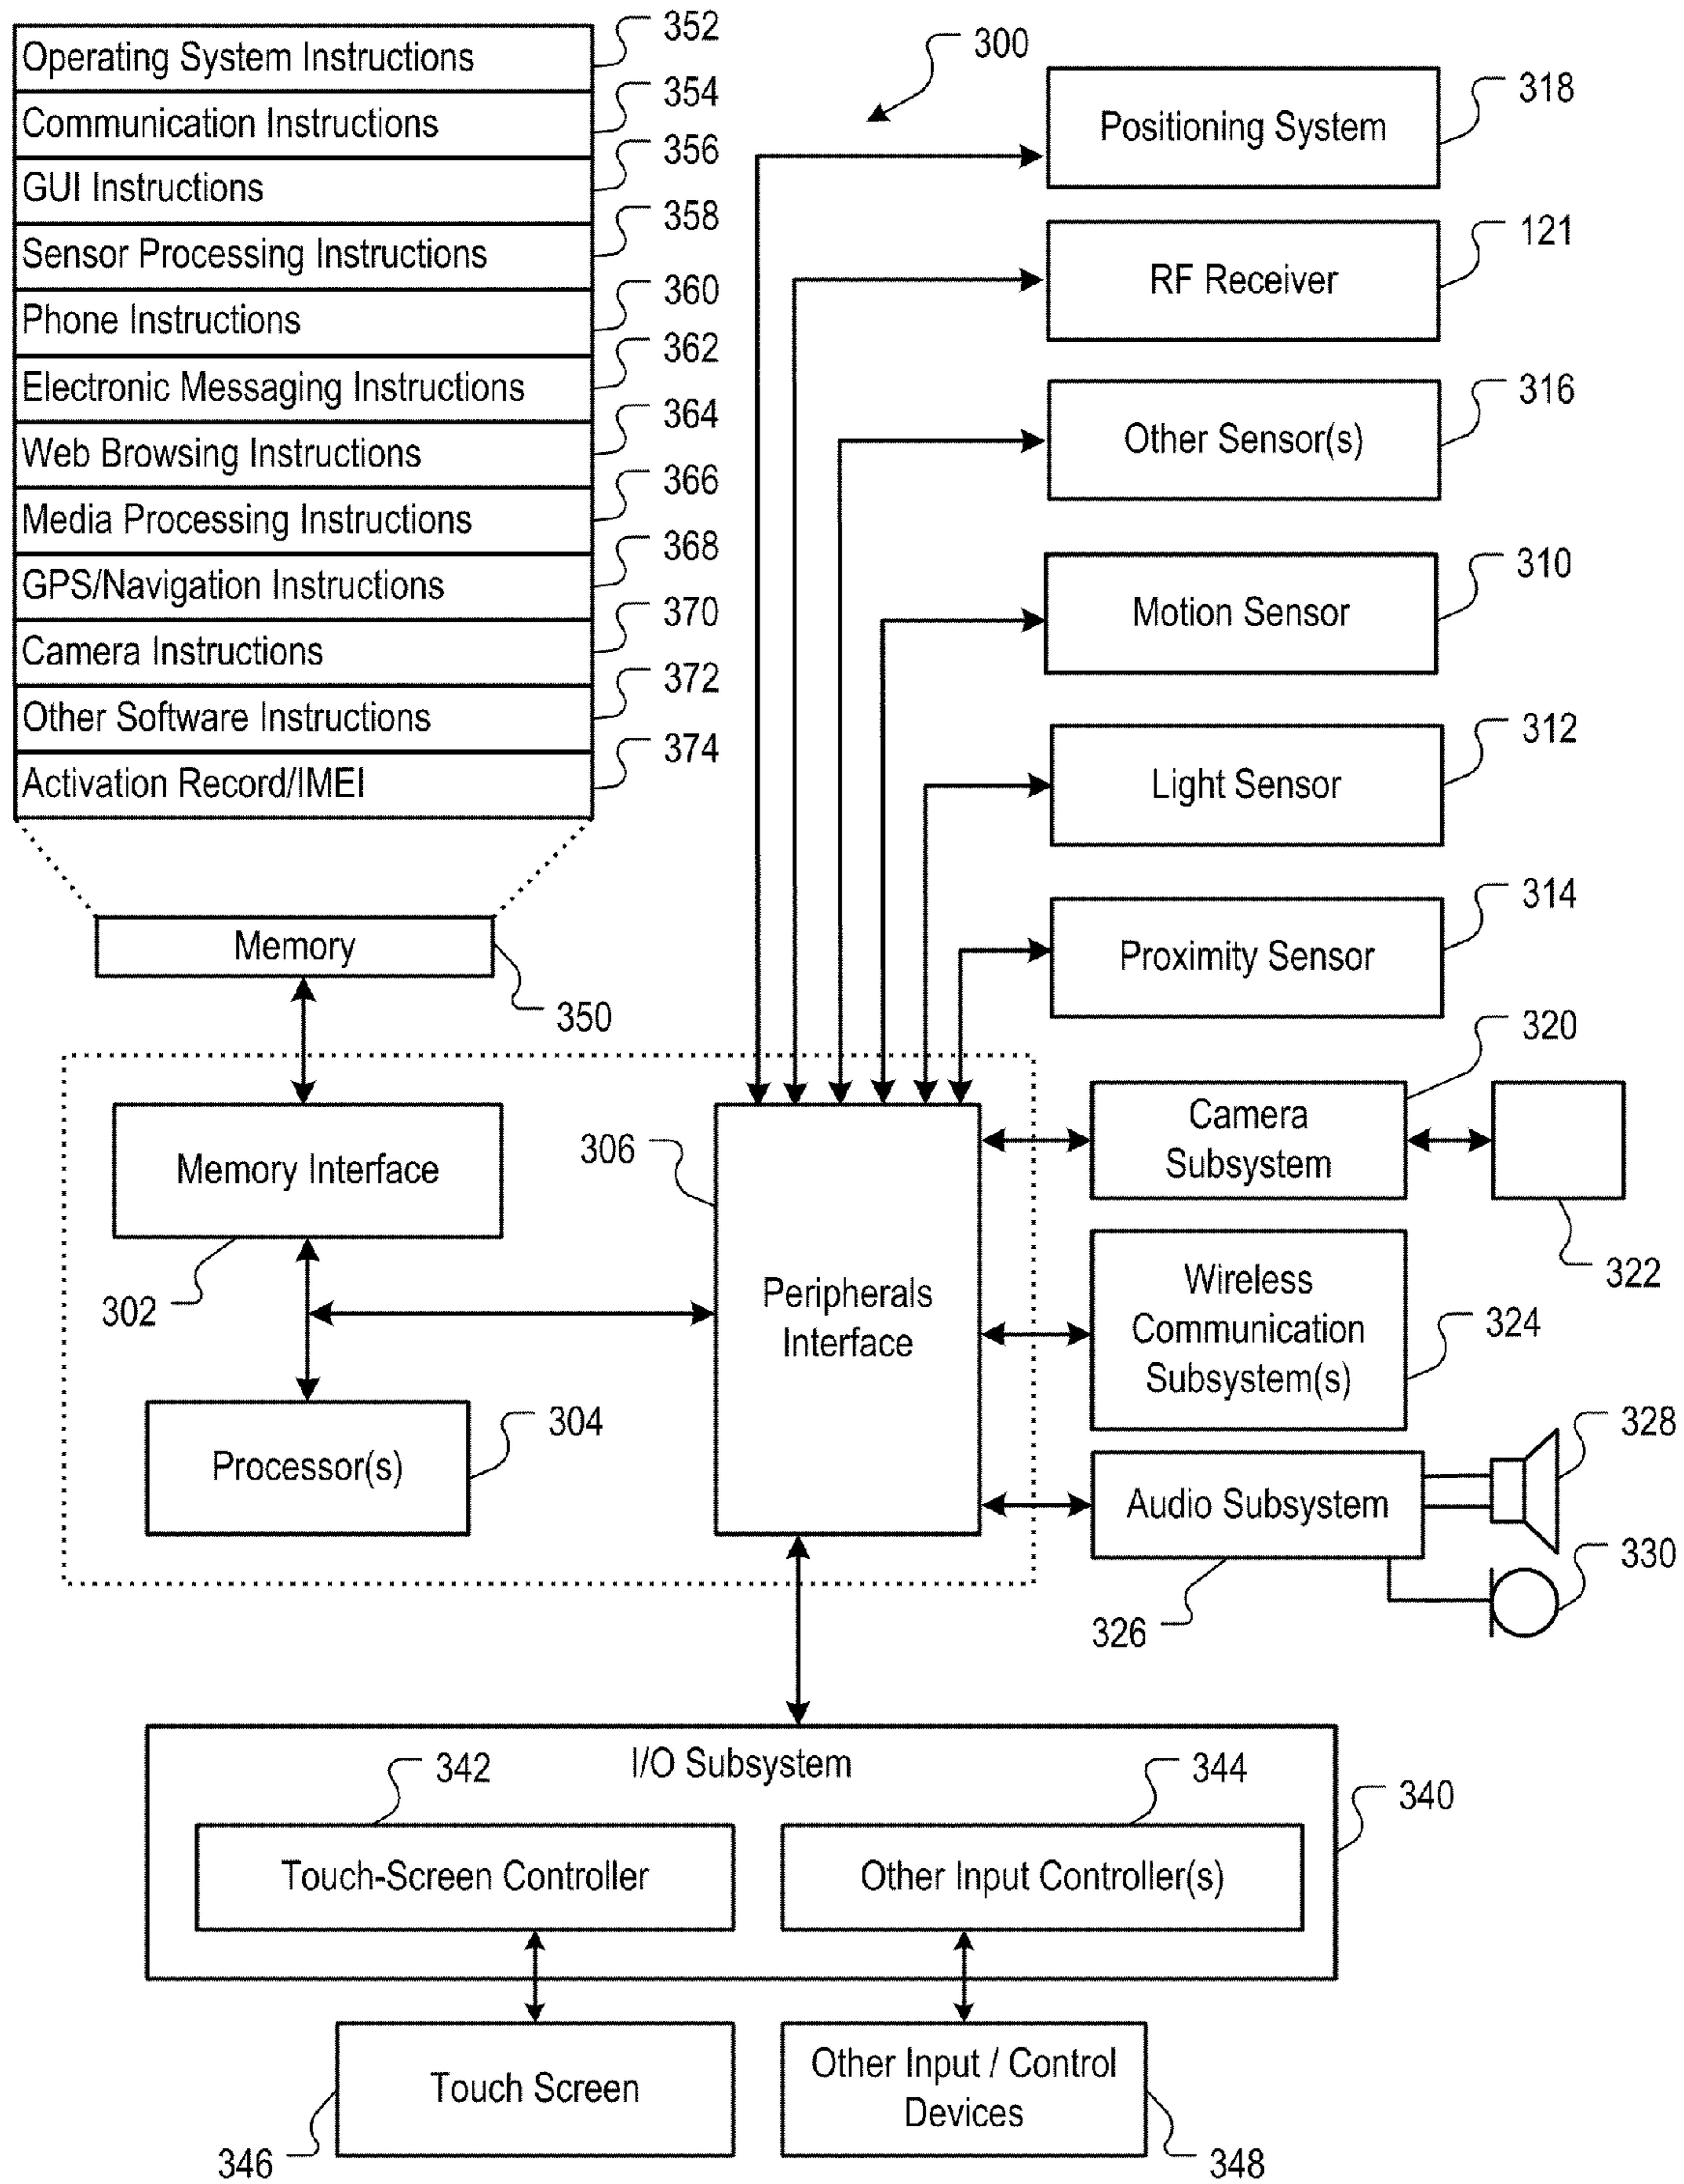 Operating System Instructions
352
Communication Instructions
354
GUI Instructions
356
Sensor Processing Instructions
358
Phone Instructions
360
Electronic Messaging Instructions
362
Web Browsing Instructions
364
Media Processing Instructions
366
GPS/Navigation Instructions
368
Camera Instructions
370
Other Software Instructions
372
Activation Record/IMEI
374
Memory
350
300
Positioning System
318
RF Receiver
121
Other Sensor(s)
316
Motion Sensor
310
Light Sensor
312
Proximity Sensor
314
Memory Interface
302
Processor(s)
304
306
Peripherals
Interface
Camera
Subsystem
320
322
Wireless
Communication
Subsystem(s)
324
Audio Subsystem
326
328
330
I/O Subsystem
340
342
Touch-Screen Controller
344
Other Input Controller(s)
Touch Screen
346
Other Input / Control
Devices
348